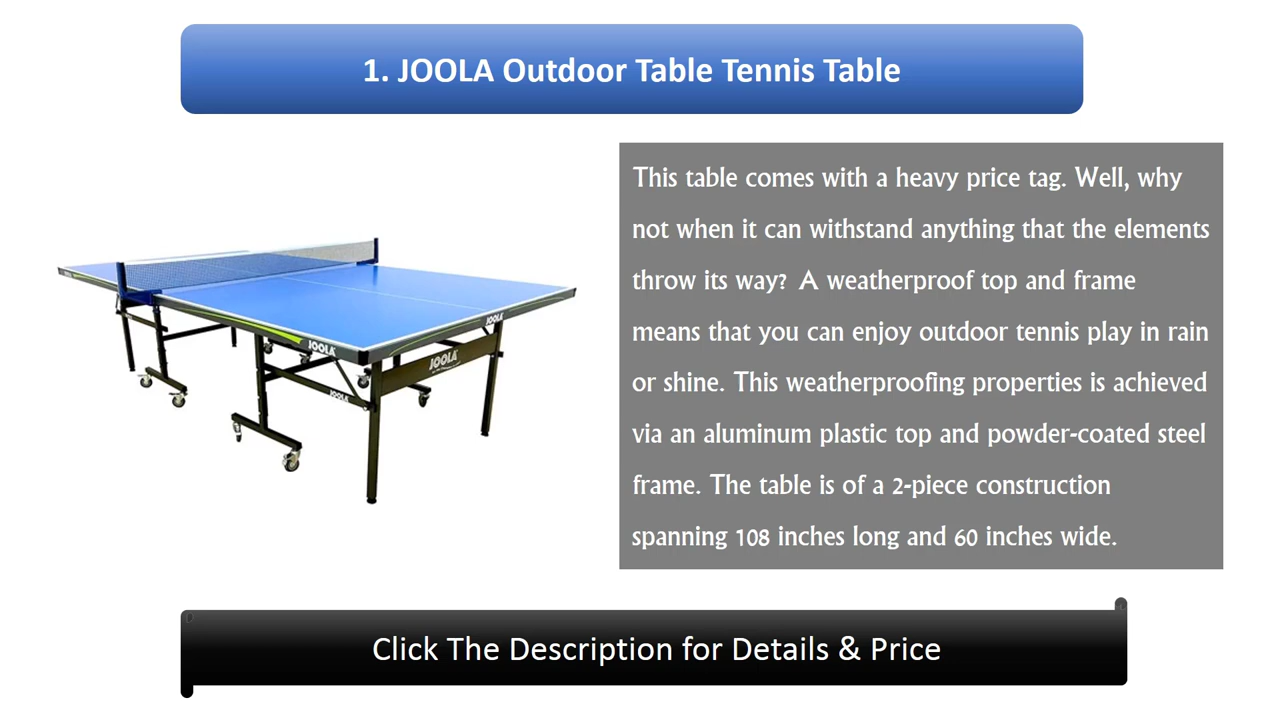 1. JOOLA Outdoor Table Tennis Table
This table comes with a heavy price tag. Well, why
not when it can withstand anything that the elements
throw its way? A weatherproof top and frame
means that you can enjoy outdoor tennis play in rain
or shine. This weatherproofing properties is achieved
via an aluminum plastic top and powder-coated steel
frame. The table is of a 2-piece construction
spanning 108 inches long and 60 inches wide.
JOOLA
JOOLA
JOOLA
JOOLA
Click The Description for Details & Price